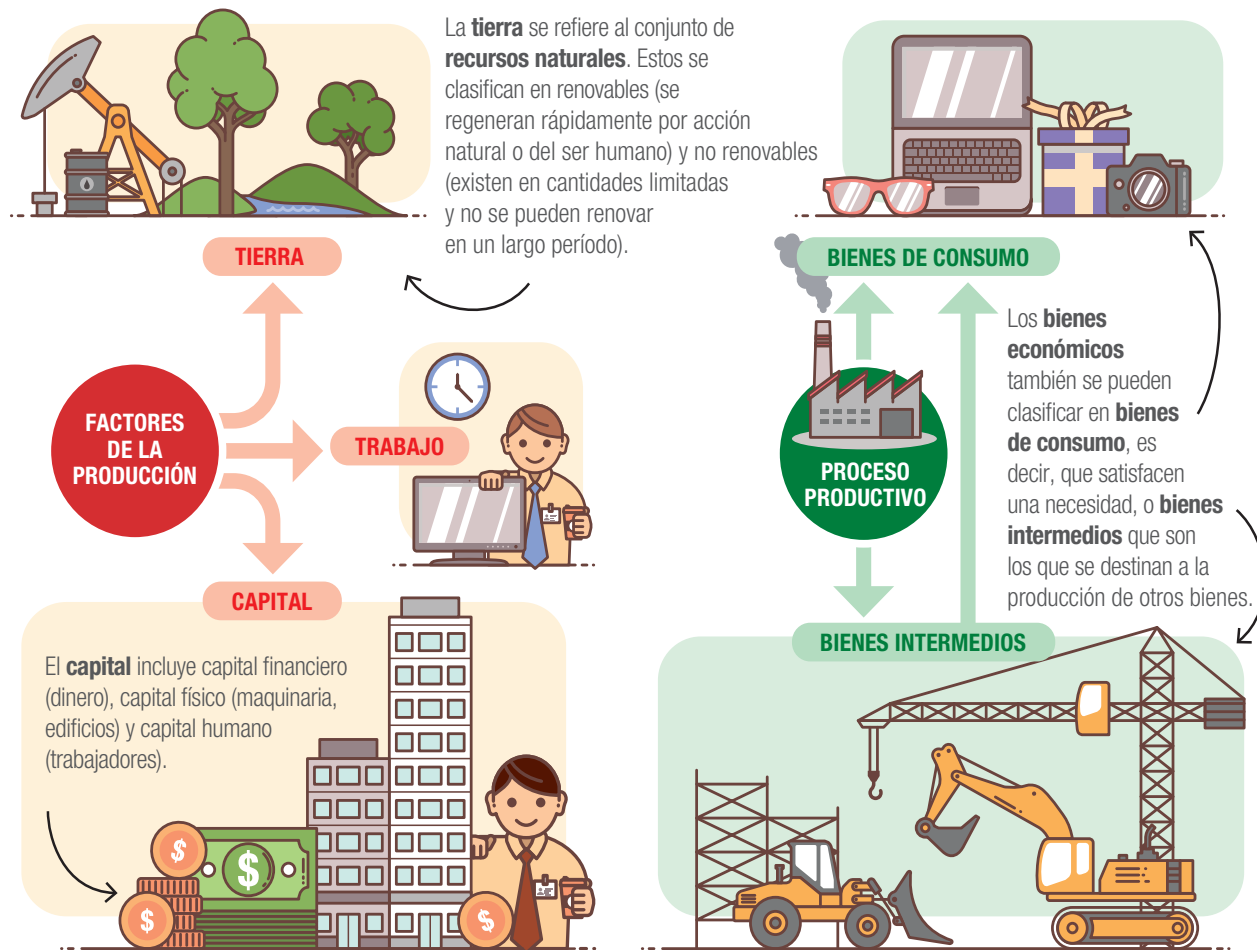 La tierra se refiere al conjunto de
recursos naturales. Estos se
clasifican en renovables (se
regeneran rápidamente por acción
natural o del ser humano) y no renovables
(existen en cantidades limitadas
y no se pueden renovar
en un largo período).
TIERRA
FACTORES
DE LA
PRODUCCIÓN
TRABAJO
CAPITAL
El capital incluye capital financiero
(dinero), capital físico (maquinaria,
edificios) y capital humano
(trabajadores).
$
$
$
$
BIENES DE CONSUMO
PROCESO
PRODUCTIVO
Los bienes
económicos
también se pueden
clasificar en bienes
de consumo, es
decir, que satisfacen
una necesidad, o bienes
intermedios que son
los que se destinan a la
producción de otros bienes.
BIENES INTERMEDIOS